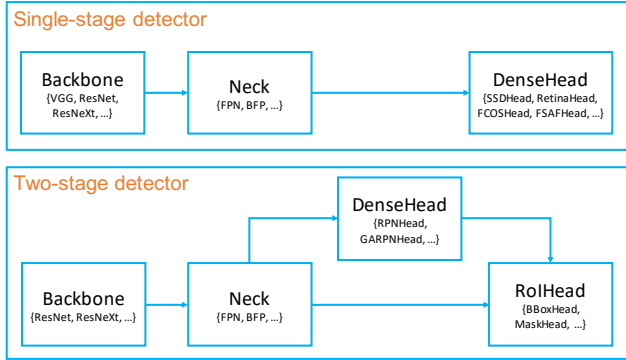 Single-stage detector
Backbone
{VGG, ResNet,
ResNeXt, ...}
Neck
{FPN, BFP, ...}
DenseHead
{SSDHead, RetinaHead,
FCOSHead, FSAFHead, ...}
Two-stage detector
DenseHead
{RPNHead,
GARPNHead, ...}
Backbone
{ResNet, ResNeXt, ...}
Neck
{FPN, BFP, ...}
RoIHead
{BBoxHead,
MaskHead, ...}